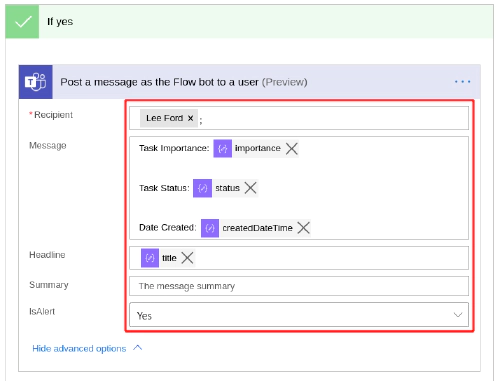 If yes
Post a message as the Flow bot to a user (Preview) ...
*Recipient Lee Ford × ;
Message Task Importance: {/} importance ×
Task Status: {/} status ×
Date Created: {/} createdDateTime ×
Headline {/} title ×
Summary The message summary
IsAlert Yes
Hide advanced options